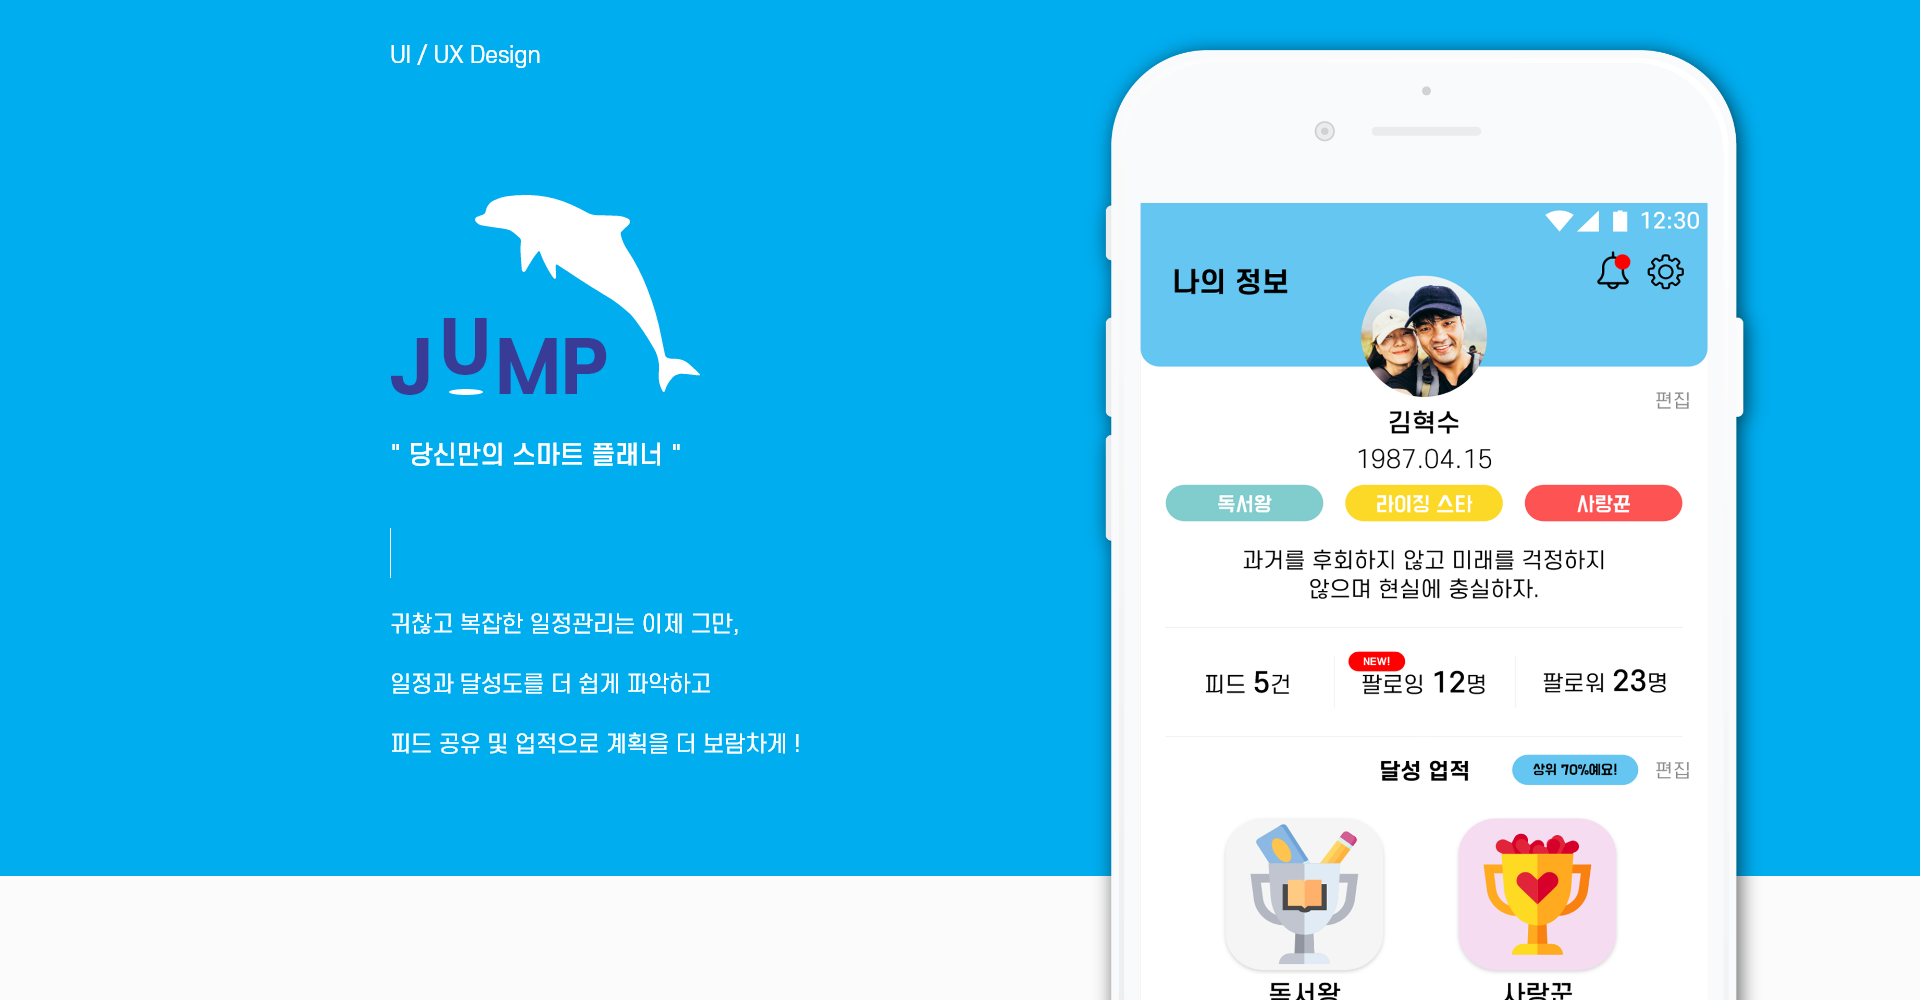 UI / UX Design
JUMP
" 당신만의 스마트 플래너 "
귀찮고 복잡한 일정관리는 이제 그만,
일정과 달성도를 더 쉽게 파악하고
피드 공유 및 업적으로 계획을 더 보람차게 !
12:30
나의 정보
편집
김혁수
1987.04.15
독서왕 라이징 스타 사랑꾼
과거를 후회하지 않고 미래를 걱정하지
않으며 현실에 충실하자.
NEW!
피드 5건 팔로잉 12명 팔로워 23명
달성 업적 상위 70%예요! 편집
독서왕 사랑꾼